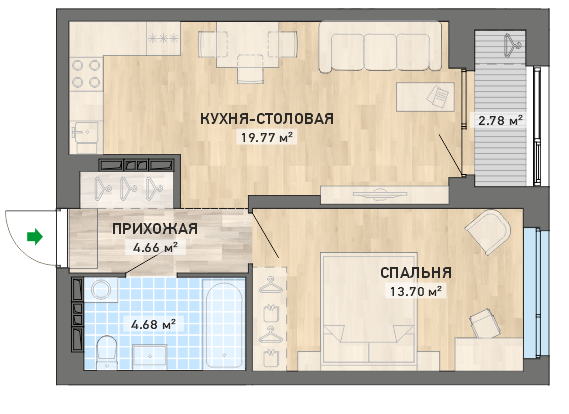 КУХНЯ-СТОЛОВАЯ
19.77 м²
2.78 м²
ПРИХОЖАЯ
4.66 м²
СПАЛЬНЯ
13.70 м²
4.68 м²